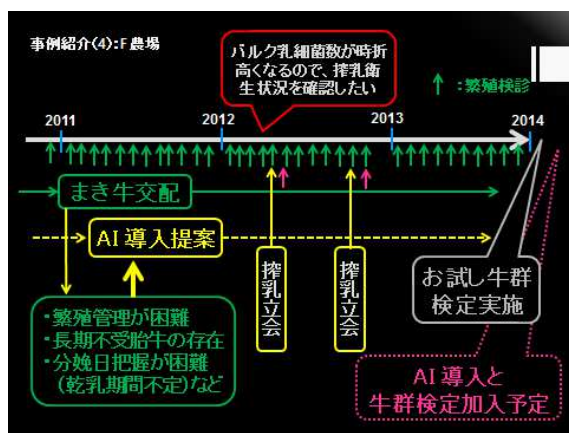 事例紹介(4):F農場
バルク乳細菌数が時折
高くなるので、搾乳衛
生状況を確認したい
↑:繁殖検診
2011
2012
2013
2014
まき牛交配
AI導入提案
搾乳立会
搾乳立会
お試し牛群
検定実施
・繁殖管理が困難
・長期不受胎牛の存在
・分娩日把握が困難
(乾乳期間不定)など
AI導入と
牛群検定加入予定